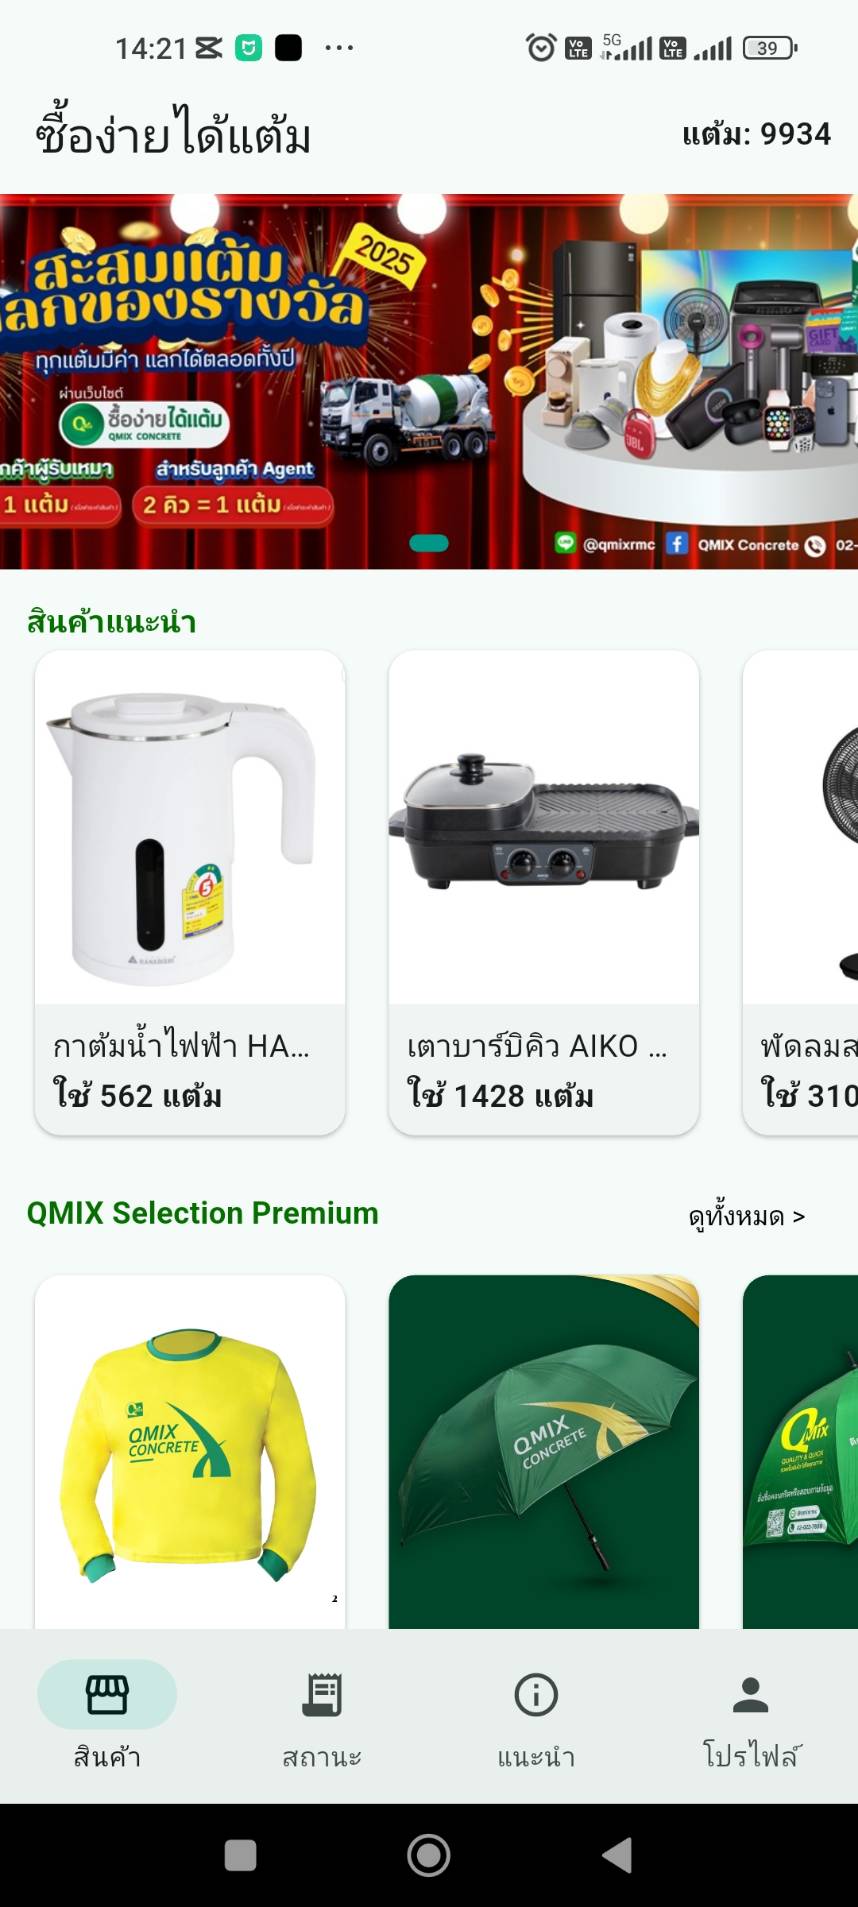 14:21
5G
Vo LTE
Vo LTE
39
ซื้อง่ายได้แต้ม
แต้ม: 9934
สะสมแต้ม
2025
ลกของรางวัล
ทุกแต้มมีค่า แลกได้ตลอดทั้งปี
ผ่านเว็บไซต์
ซื้อง่ายได้แต้ม
QMIX CONCRETE
กค้าผู้รับเหมา
สำหรับลูกค้า Agent
1 แต้ม
2 คิว = 1 แต้ม
GIFT
JBL
@qmixrmc
QMIX Concrete
02-
สินค้าแนะนำ
5
กาต้มน้ำไฟฟ้า HA...
ใช้ 562 แต้ม
เตาบาร์บิคิว AIKO ...
ใช้ 1428 แต้ม
พัดลมส
ใช้ 310
QMIX Selection Premium
ดูทั้งหมด >
QMIX
CONCRETE
2
QMIX
CONCRETE
QMix
QUALITY & QUICK
สินค้า
สถานะ
แนะนำ
โปรไฟล์